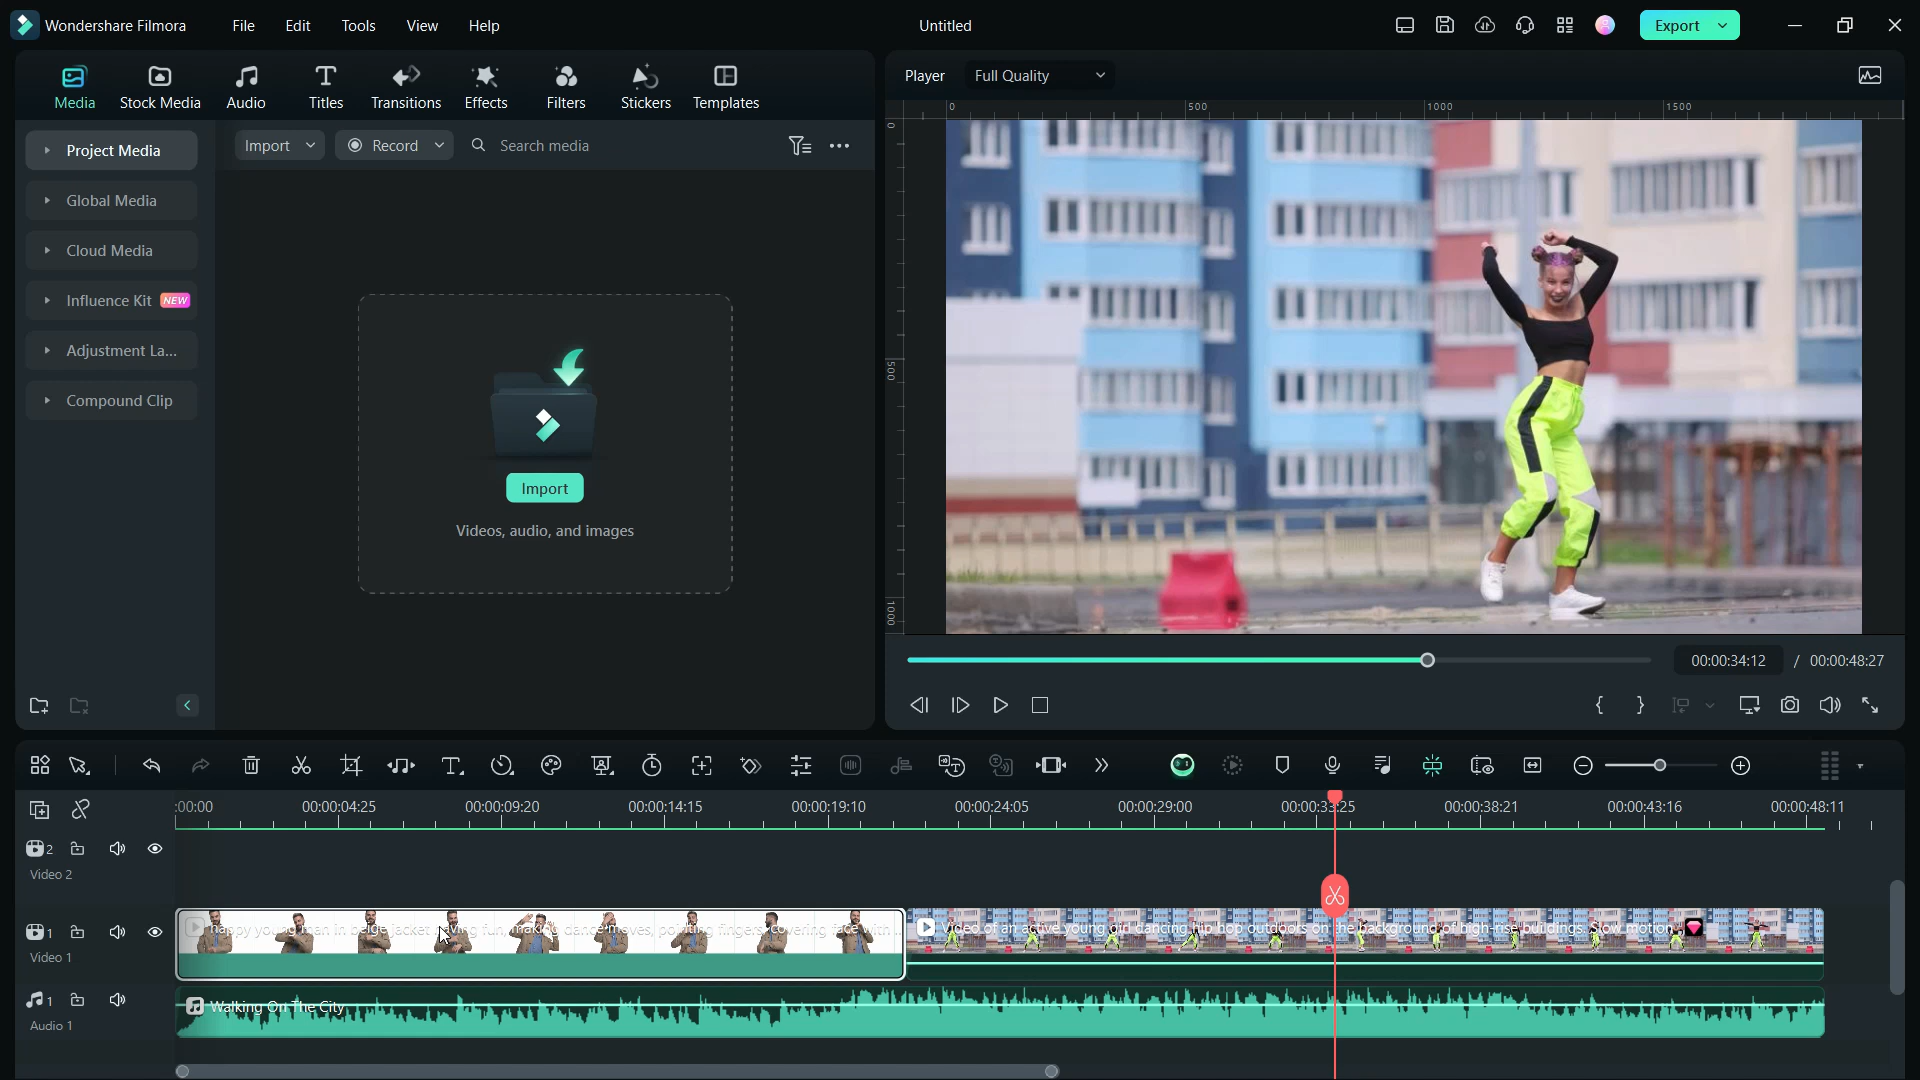 Wondershare Filmora File Edit Tools View Help Untitled Export
Media Stock Media Audio Titles Transitions Effects Filters Stickers Templates
Player Full Quality
Project Media
Global Media
Cloud Media
Influence Kit NEW
Adjustment La...
Compound Clip
Import Record Search media
Import
Videos, audio, and images
0 500 1000 1500
0
500
1000
00:00:34:12 / 00:00:48:27
:00:00 00:00:04:25 00:00:09:20 00:00:14:15 00:00:19:10 00:00:24:05 00:00:29:00 00:00:33:25 00:00:38:21 00:00:43:16 00:00:48:11
2
Video 2
1
Video 1
happy young man in beige jacket having fun, making dance moves, pointing fingers, covering face with ...
Video of an active young girl dancing hip hop outdoors on the background of high-rise buildings. Slow motion
1
Audio 1
Walking On The City